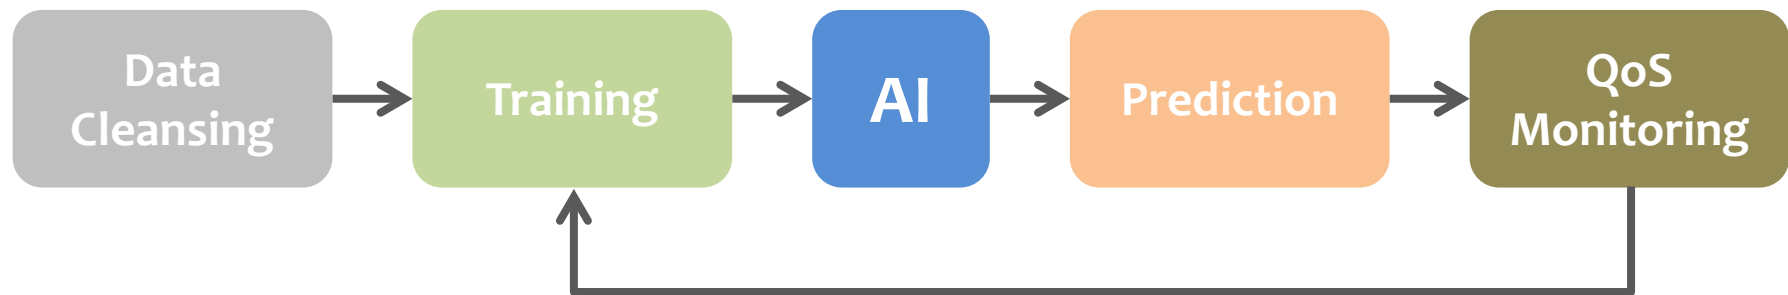 Data
Cleansing
Training
AI
Prediction
QoS
Monitoring